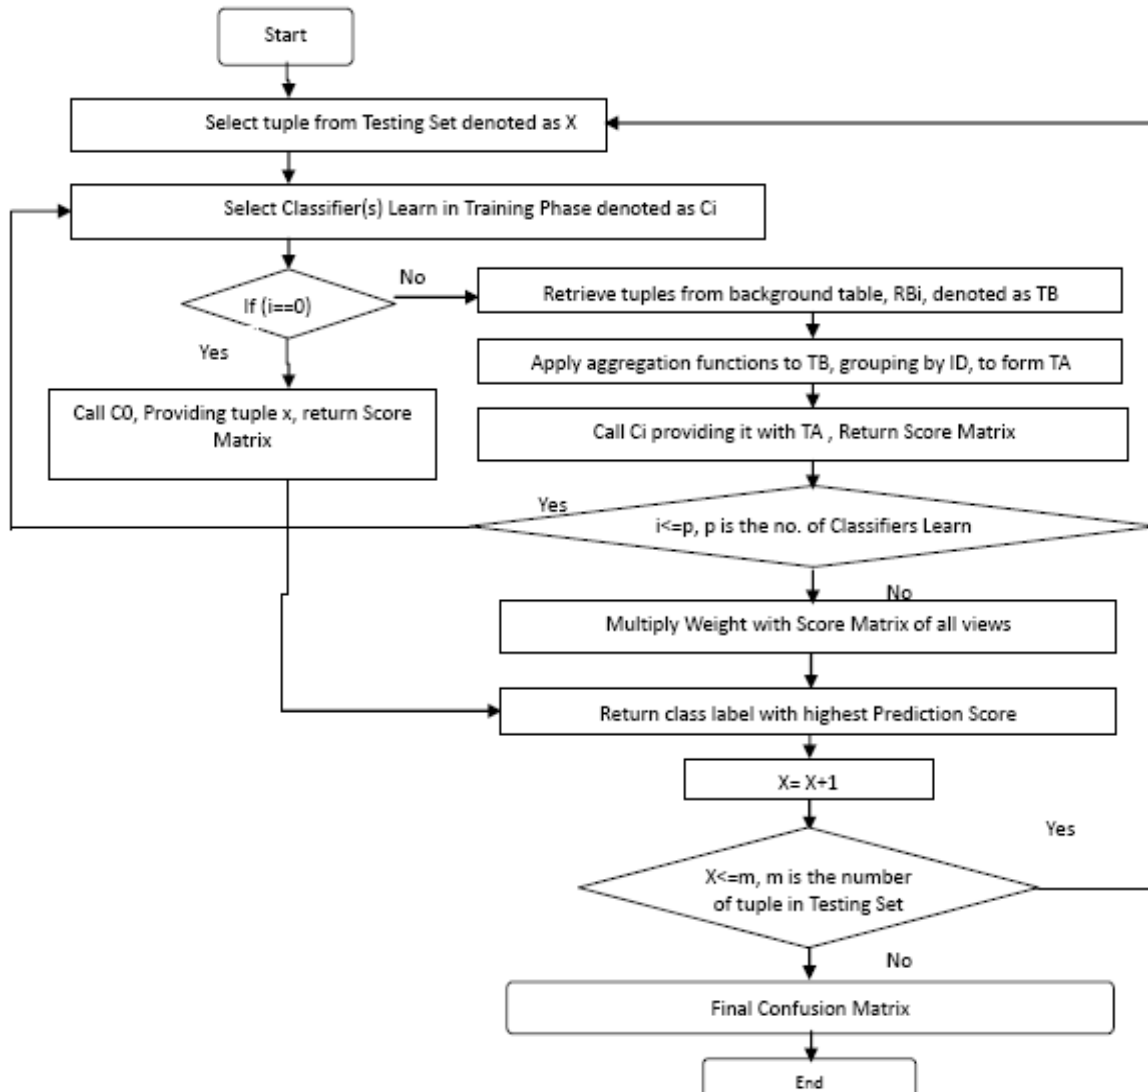 Start
Select tuple from Testing Set denoted as X
Select Classifier(s) Learn in Training Phase denoted as Ci
If (i==0)
No
Yes
Retrieve tuples from background table, RBi, denoted as TB
Apply aggregation functions to TB, grouping by ID, to form TA
Call C0, Providing tuple x, return Score
Matrix
Call Ci providing it with TA , Return Score Matrix
Yes
i<=p, p is the no. of Classifiers Learn
No
Multiply Weight with Score Matrix of all views
Return class label with highest Prediction Score
X= X+1
Yes
X<=m, m is the number
of tuple in Testing Set
No
Final Confusion Matrix
End